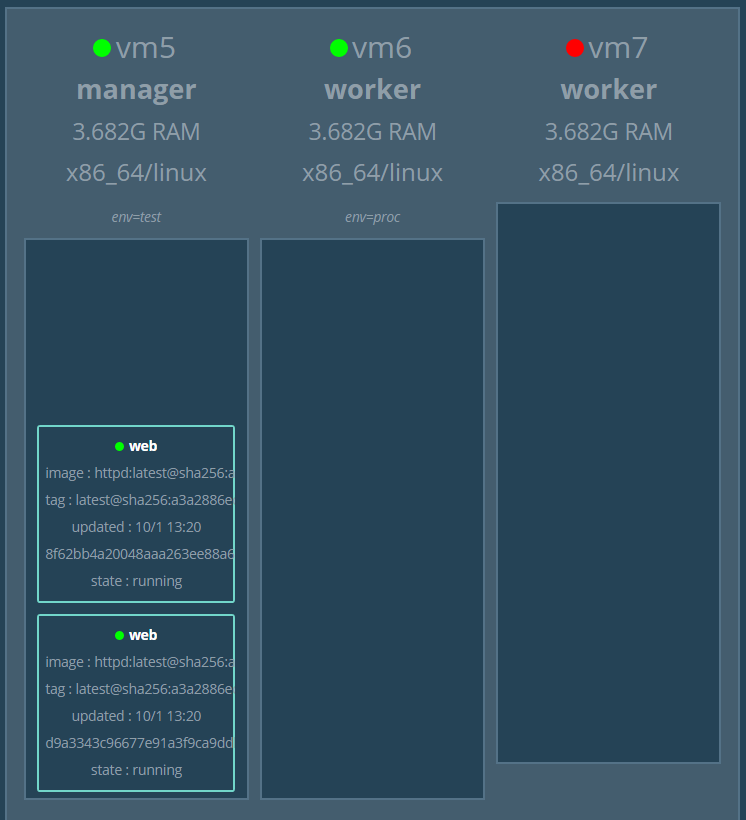 vm5
manager
3.682G RAM
x86_64/linux
env=test
web
image : httpd:latest@sha256:a
tag : latest@sha256:a3a2886e
updated : 10/1 13:20
8f62bb4a20048aaa263ee88a6
state : running
web
image : httpd:latest@sha256:a
tag : latest@sha256:a3a2886e
updated : 10/1 13:20
d9a3343c96677e91a3f9ca9dd
state : running
vm6
worker
3.682G RAM
x86_64/linux
env=proc
vm7
worker
3.682G RAM
x86_64/linux